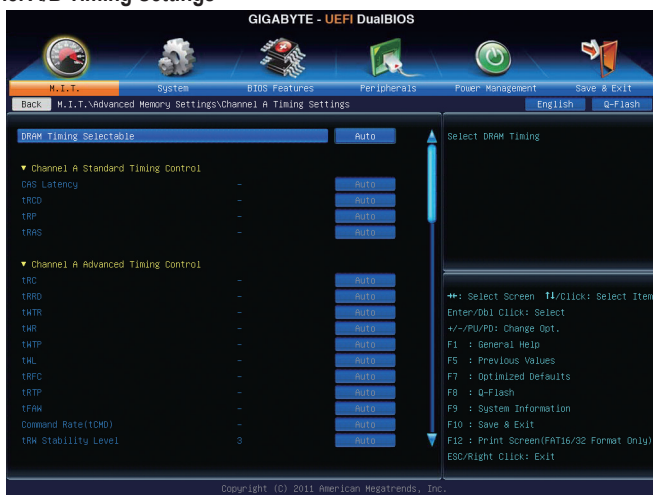 GIGABYTE - UEFI DualBIOS
M.I.T. System BIOS Features Peripherals Power Management Save & Exit
Back M.I.T.\Advanced Memory Settings\Channel A Timing Settings English Q-Flash
DRAM Timing Selectable Auto
Select DRAM Timing
▼ Channel A Standard Timing Control
CAS Latency - Auto
tRCD - Auto
tRP - Auto
tRAS - Auto
▼ Channel A Advanced Timing Control
tRC - Auto
tRRD - Auto
tWTR - Auto
tWR - Auto
tWTP - Auto
tWL - Auto
tRFC - Auto
tRTP - Auto
tFAW - Auto
Command Rate(tCMD) - Auto
tRW Stability Level 3 Auto
→←: Select Screen ↑↓/Click: Select Item
Enter/Dbl Click: Select
+/-/PU/PD: Change Opt.
F1 : General Help
F5 : Previous Values
F7 : Optimized Defaults
F8 : Q-Flash
F9 : System Information
F10 : Save & Exit
F12 : Print Screen(FAT16/32 Format Only)
ESC/Right Click: Exit
Copyright (C) 2011 American Megatrends, Inc.